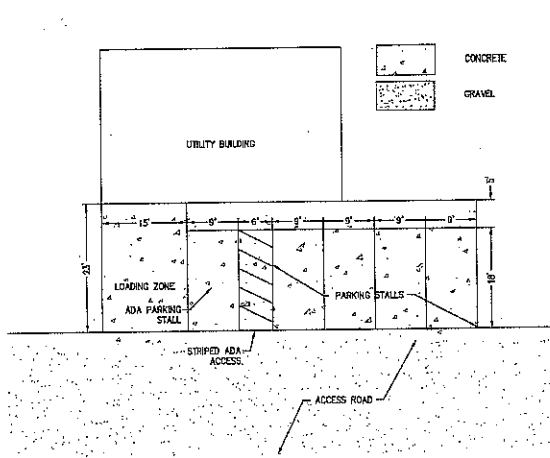 CONCRETE
GRAVEL
UTILITY BUILDING
15'
9'
6'
9'
9'
9'
9'
5'
23'
18'
LOADING ZONE
ADA PARKING
STALL
PARKING STALLS
STRIPED ADA
ACCESS
ACCESS ROAD